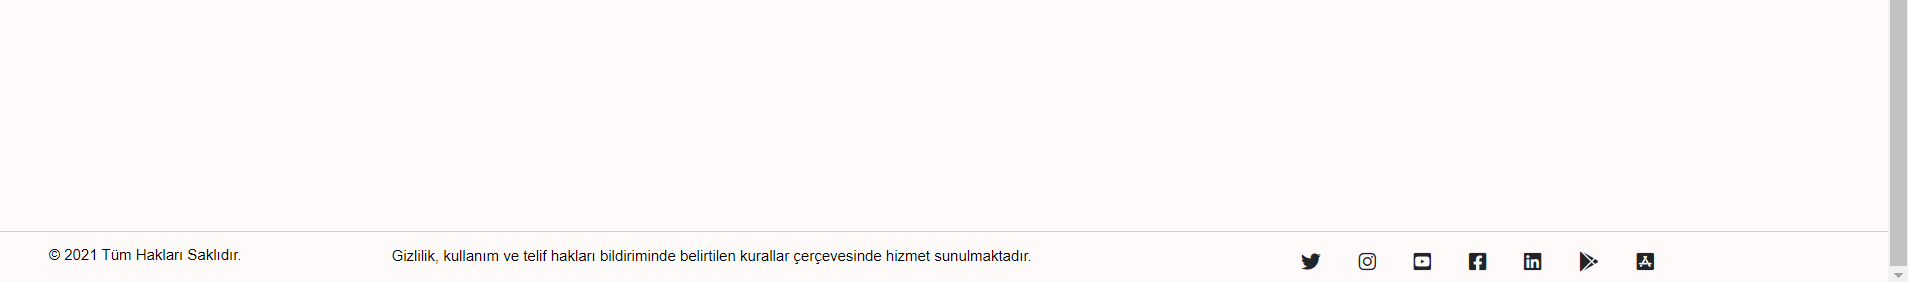 © 2021 Tüm Hakları Saklıdır.
Gizlilik, kullanım ve telif hakları bildiriminde belirtilen kurallar çerçevesinde hizmet sunulmaktadır.